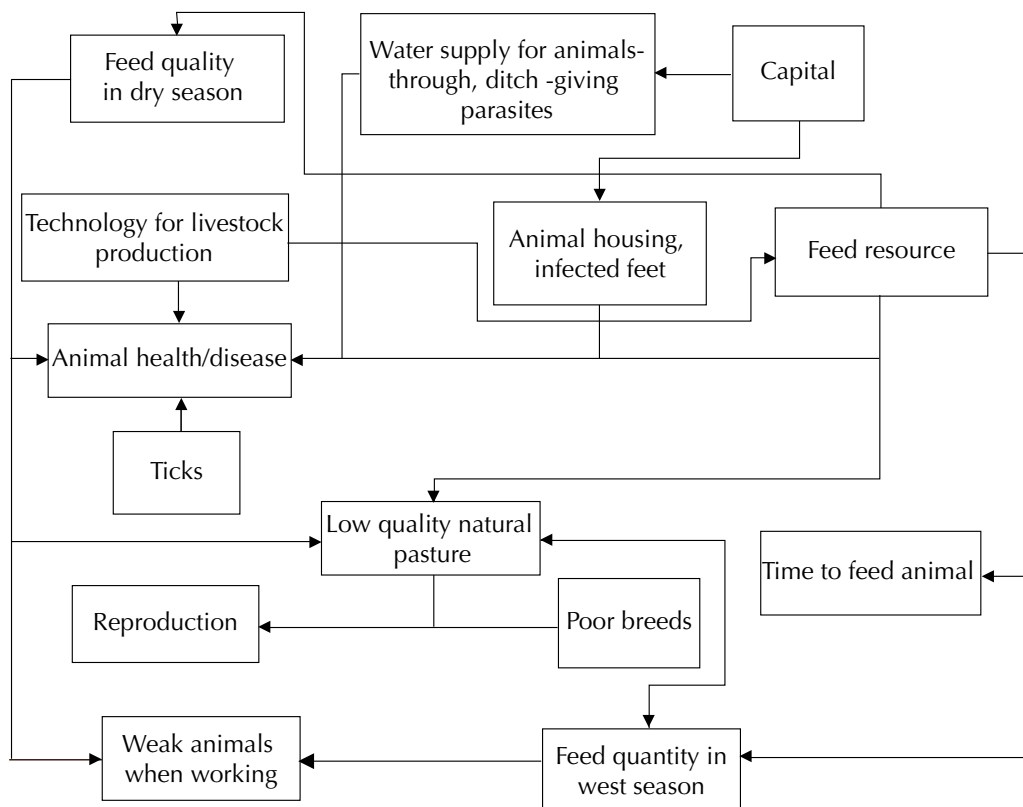 Feed quality
in dry season
Water supply for animals-
through, ditch -giving
parasites
Capital
Technology for livestock
production
Animal housing,
infected feet
Feed resource
Animal health/disease
Ticks
Low quality natural
pasture
Time to feed animal
Reproduction
Poor breeds
Weak animals
when working
Feed quantity in
west season